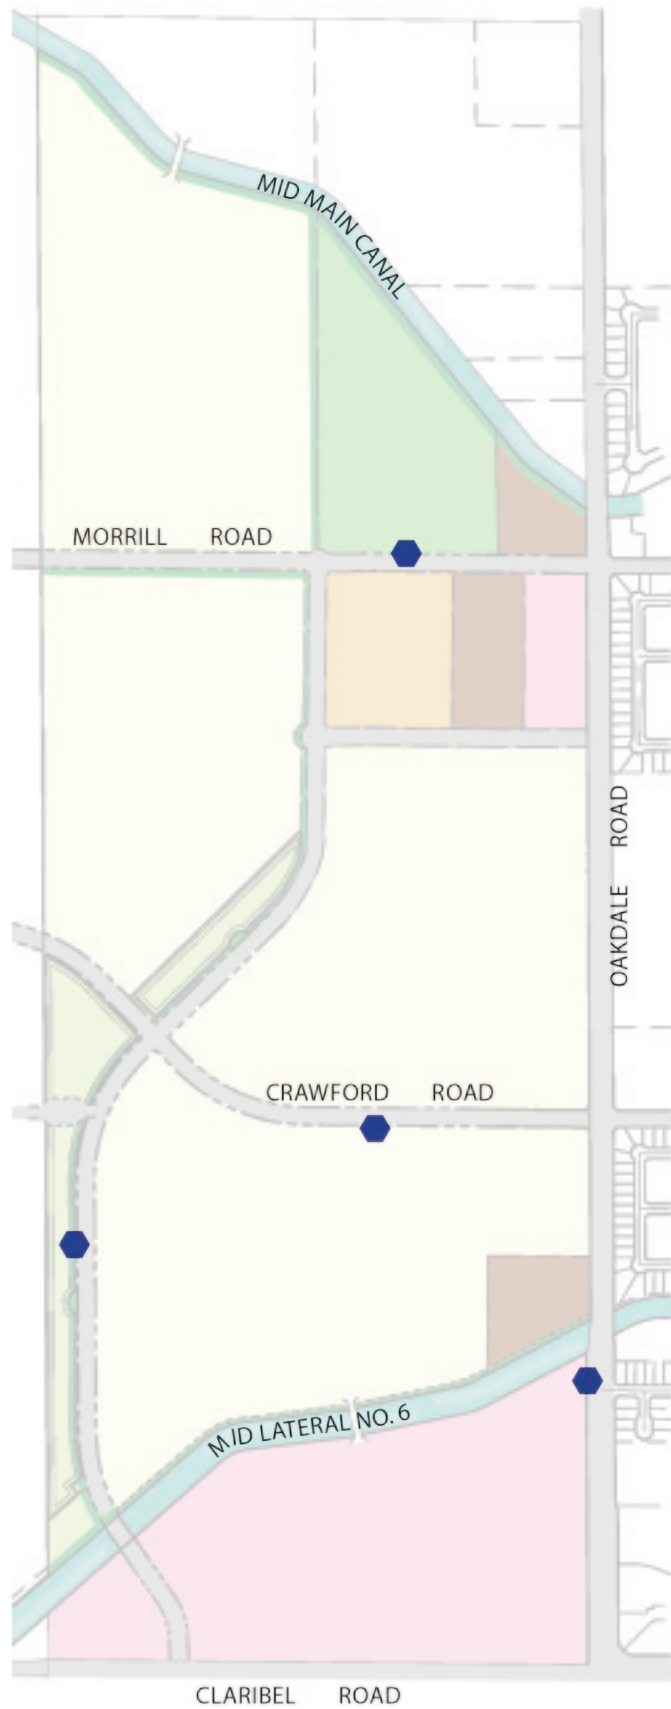 MID MAIN CANAL
MORRILL ROAD
OAKDALE ROAD
CRAWFORD ROAD
MID LATERAL NO. 6
CLARIBEL ROAD